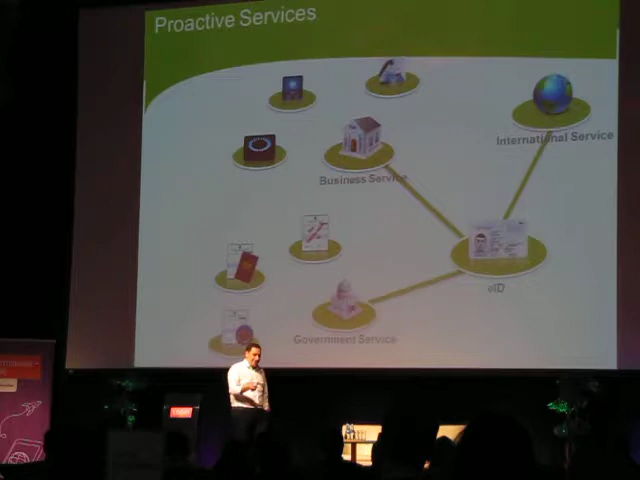 Proactive Services
International Service
Business Service
eID
Government Service